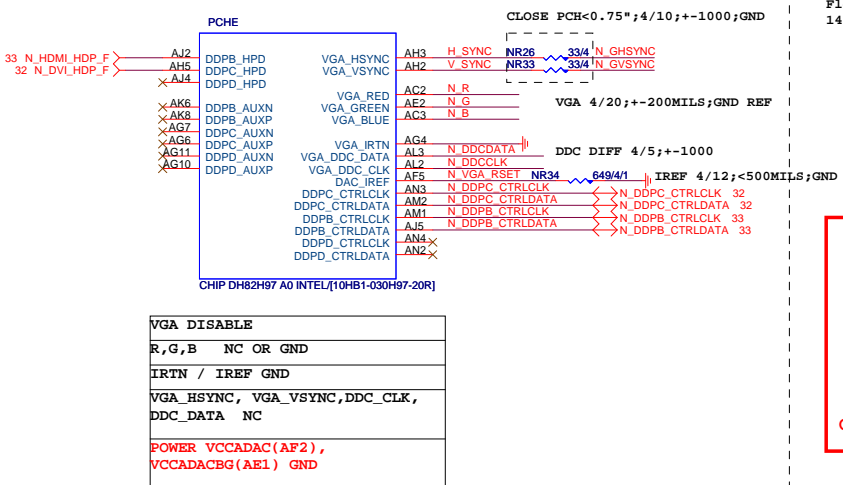 PCHE
CLOSE PCH<0.75";4/10;+-1000;GND
33 N_HDMI_HDP_F
32 N_DVI_HDP_F
AJ2 DDPB_HPD
AH5 DDPC_HPD
AJ4 DDPD_HPD
AK6 DDPB_AUXN
AK8 DDPB_AUXP
AG7 DDPC_AUXN
AG6 DDPC_AUXP
AG11 DDPD_AUXN
AG10 DDPD_AUXP
VGA_HSYNC AH3 H_SYNC NR26 33/4 N_GHSYNC
VGA_VSYNC AH2 V_SYNC NR33 33/4 N_GVSYNC
VGA_RED AC2 N_R
VGA_GREEN AE2 N_G
VGA_BLUE AC3 N_B
VGA 4/20;+-200MILS;GND REF
VGA_IRTN AG4
VGA_DDC_DATA AL3 N_DDCDATA
VGA_DDC_CLK AL2 N_DDCCLK
DDC DIFF 4/5;+-1000
DAC_IREF AF5 N_VGA_RSET NR34 649/4/1 IREF 4/12;<500MILS;GND
DDPC_CTRLCLK AN3 N_DDPC_CTRLCLK N_DDPC_CTRLCLK 32
DDPC_CTRLDATA AM2 N_DDPC_CTRLDATA N_DDPC_CTRLDATA 32
DDPB_CTRLCLK AM1 N_DDPB_CTRLCLK N_DDPB_CTRLCLK 33
DDPB_CTRLDATA AJ5 N_DDPB_CTRLDATA N_DDPB_CTRLDATA 33
DDPD_CTRLCLK AN4
DDPD_CTRLDATA AN2
CHIP DH82H97 A0 INTEL/[10HB1-030H97-20R]
VGA DISABLE
R,G,B NC OR GND
IRTN / IREF GND
VGA_HSYNC, VGA_VSYNC,DDC_CLK,
DDC_DATA NC
POWER VCCADAC(AF2),
VCCADACBG(AE1) GND
14